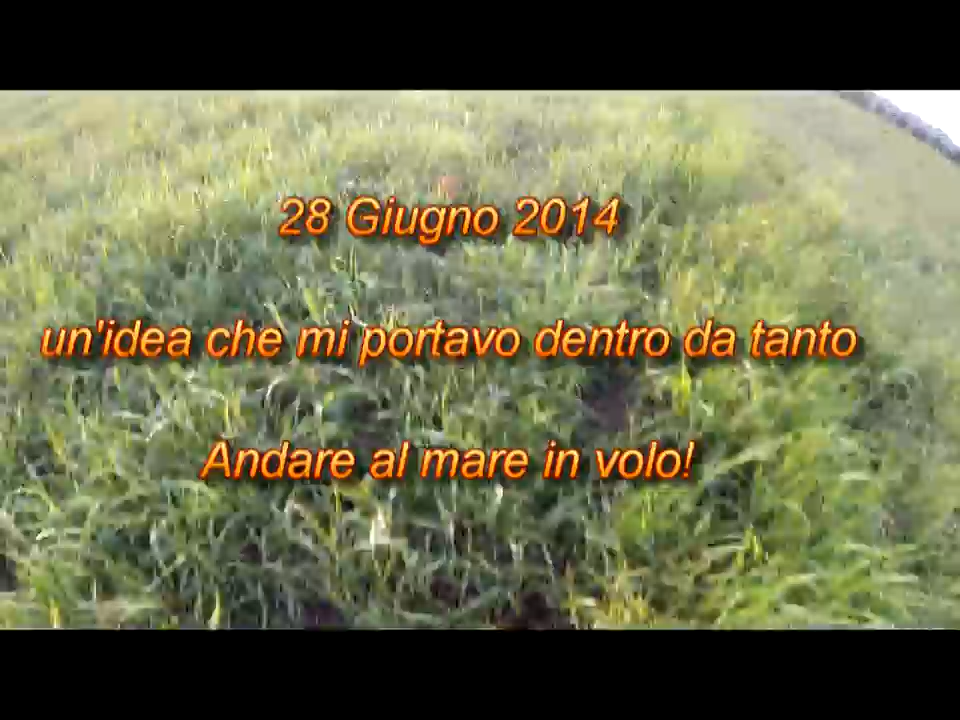 28 Giugno 2014
un'idea che mi portavo dentro da tanto
Andare al mare in volo!